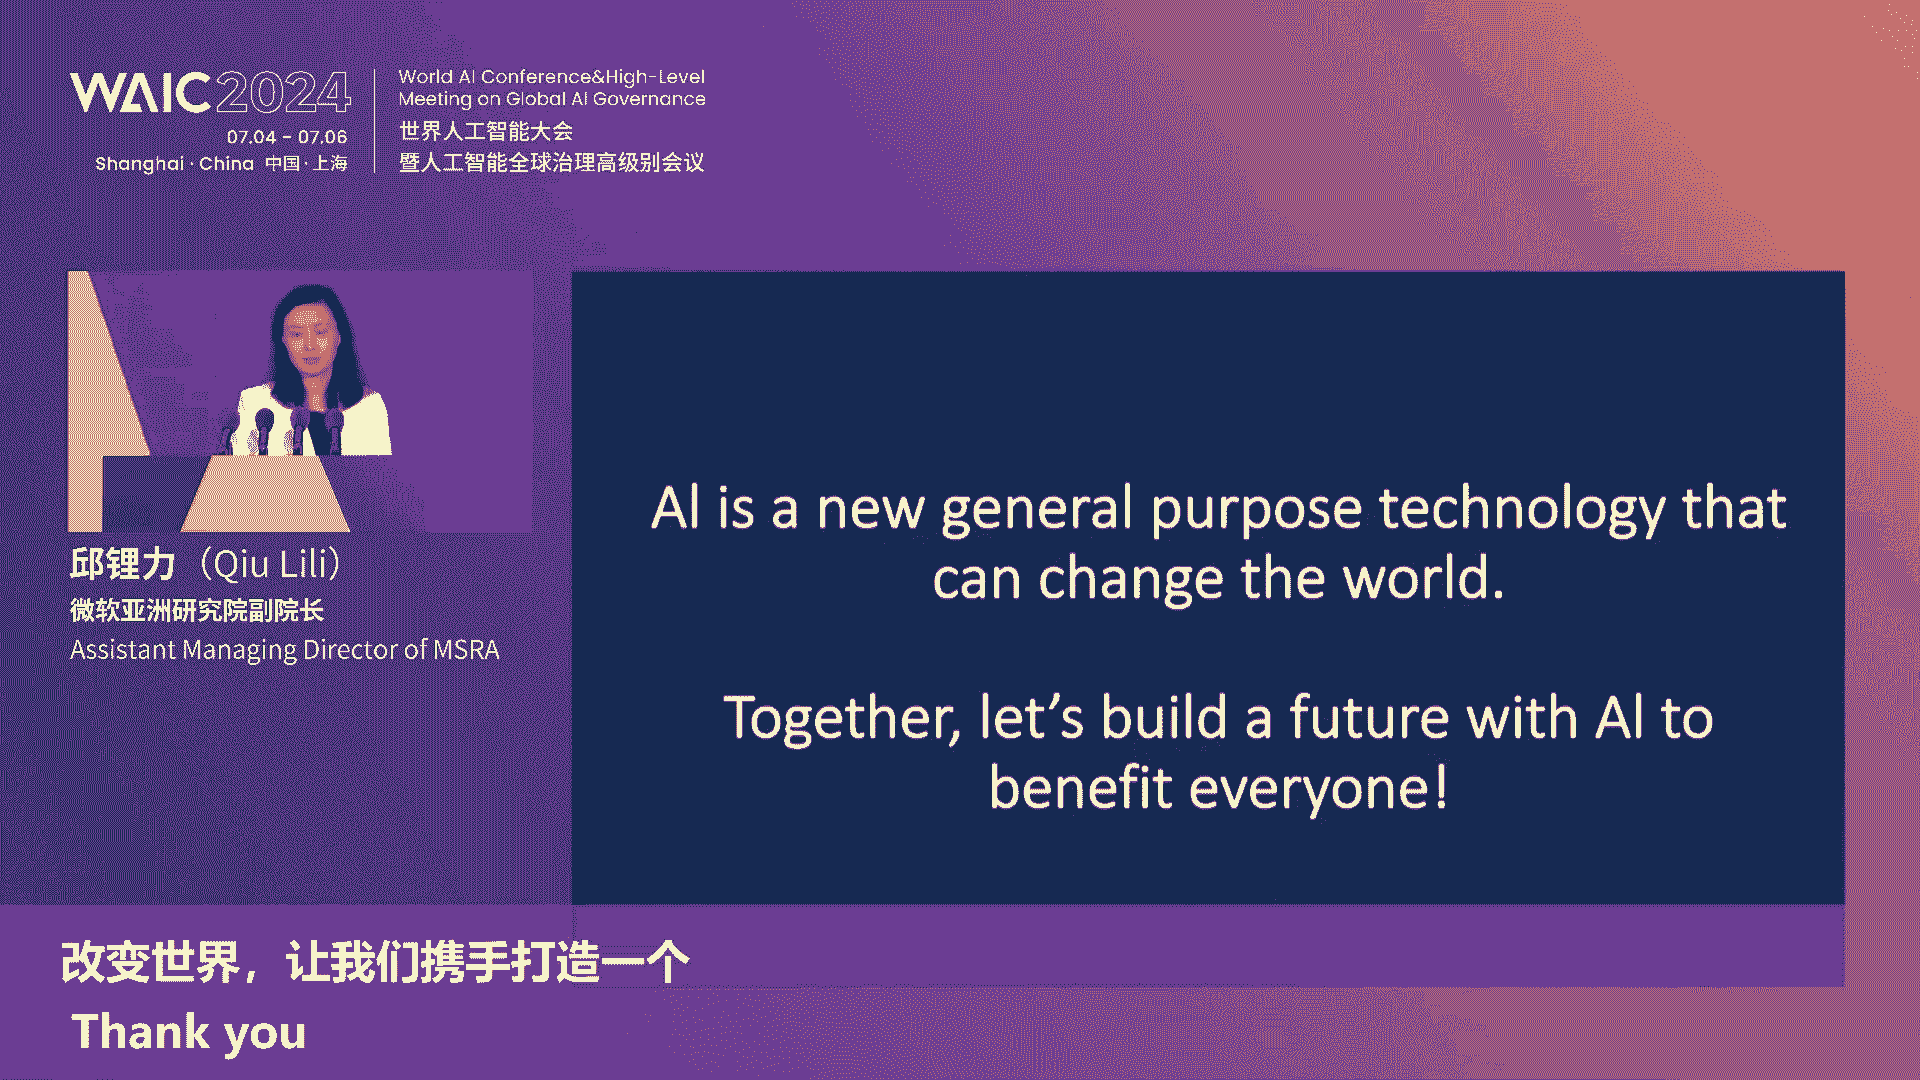 WAIC 2024
07.04 - 07.06
Shanghai · China 中国·上海
World AI Conference&High-Level
Meeting on Global AI Governance
世界人工智能大会
暨人工智能全球治理高级别会议
邱锂力（Qiu Lili）
微软亚洲研究院副院长
Assistant Managing Director of MSRA
AI is a new general purpose technology that
can change the world.
Together, let’s build a future with AI to
benefit everyone!
改变世界，让我们携手打造一个
Thank you